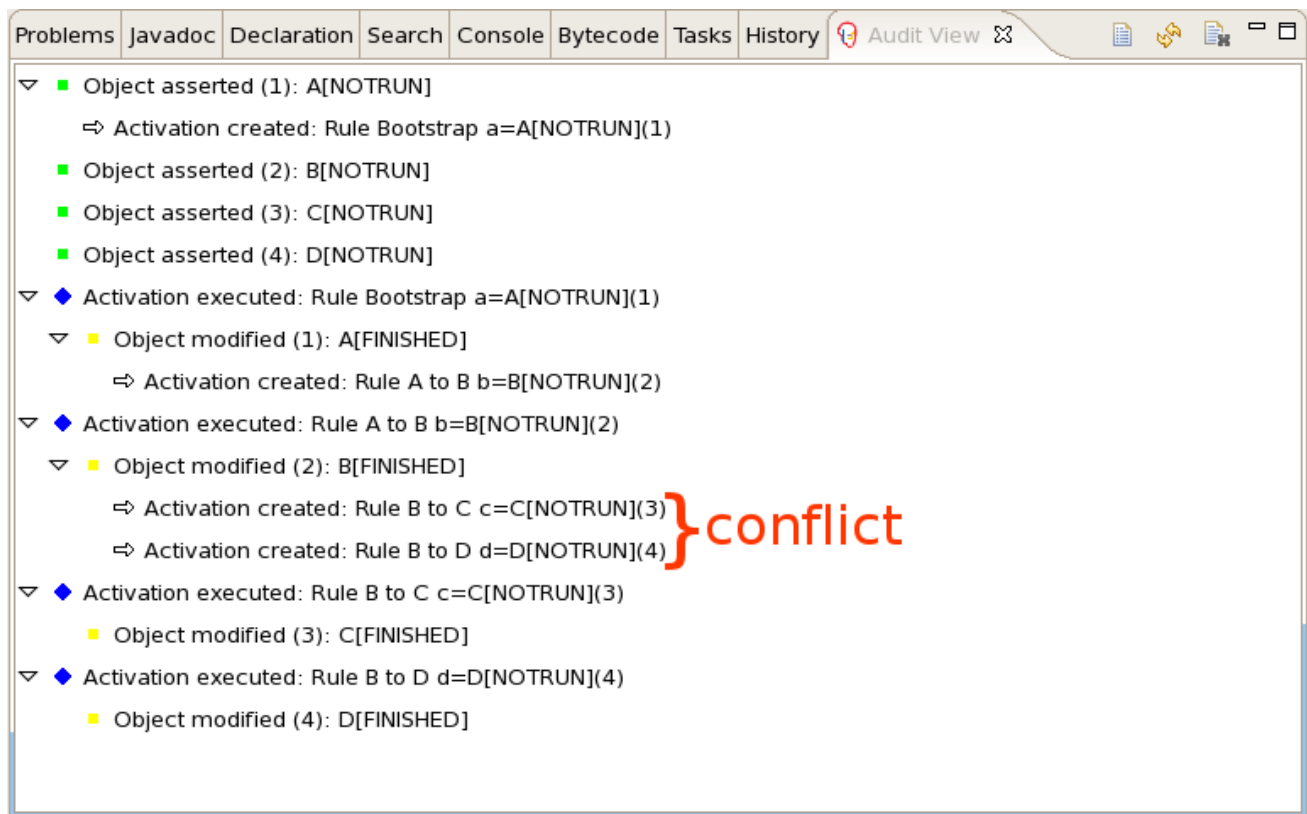 Problems Javadoc Declaration Search Console Bytecode Tasks History Audit View
Object asserted (1): A[NOTRUN]
Activation created: Rule Bootstrap a=A[NOTRUN](1)
Object asserted (2): B[NOTRUN]
Object asserted (3): C[NOTRUN]
Object asserted (4): D[NOTRUN]
Activation executed: Rule Bootstrap a=A[NOTRUN](1)
Object modified (1): A[FINISHED]
Activation created: Rule A to B b=B[NOTRUN](2)
Activation executed: Rule A to B b=B[NOTRUN](2)
Object modified (2): B[FINISHED]
Activation created: Rule B to C c=C[NOTRUN](3)
} conflict
Activation created: Rule B to D d=D[NOTRUN](4)
Activation executed: Rule B to C c=C[NOTRUN](3)
Object modified (3): C[FINISHED]
Activation executed: Rule B to D d=D[NOTRUN](4)
Object modified (4): D[FINISHED]